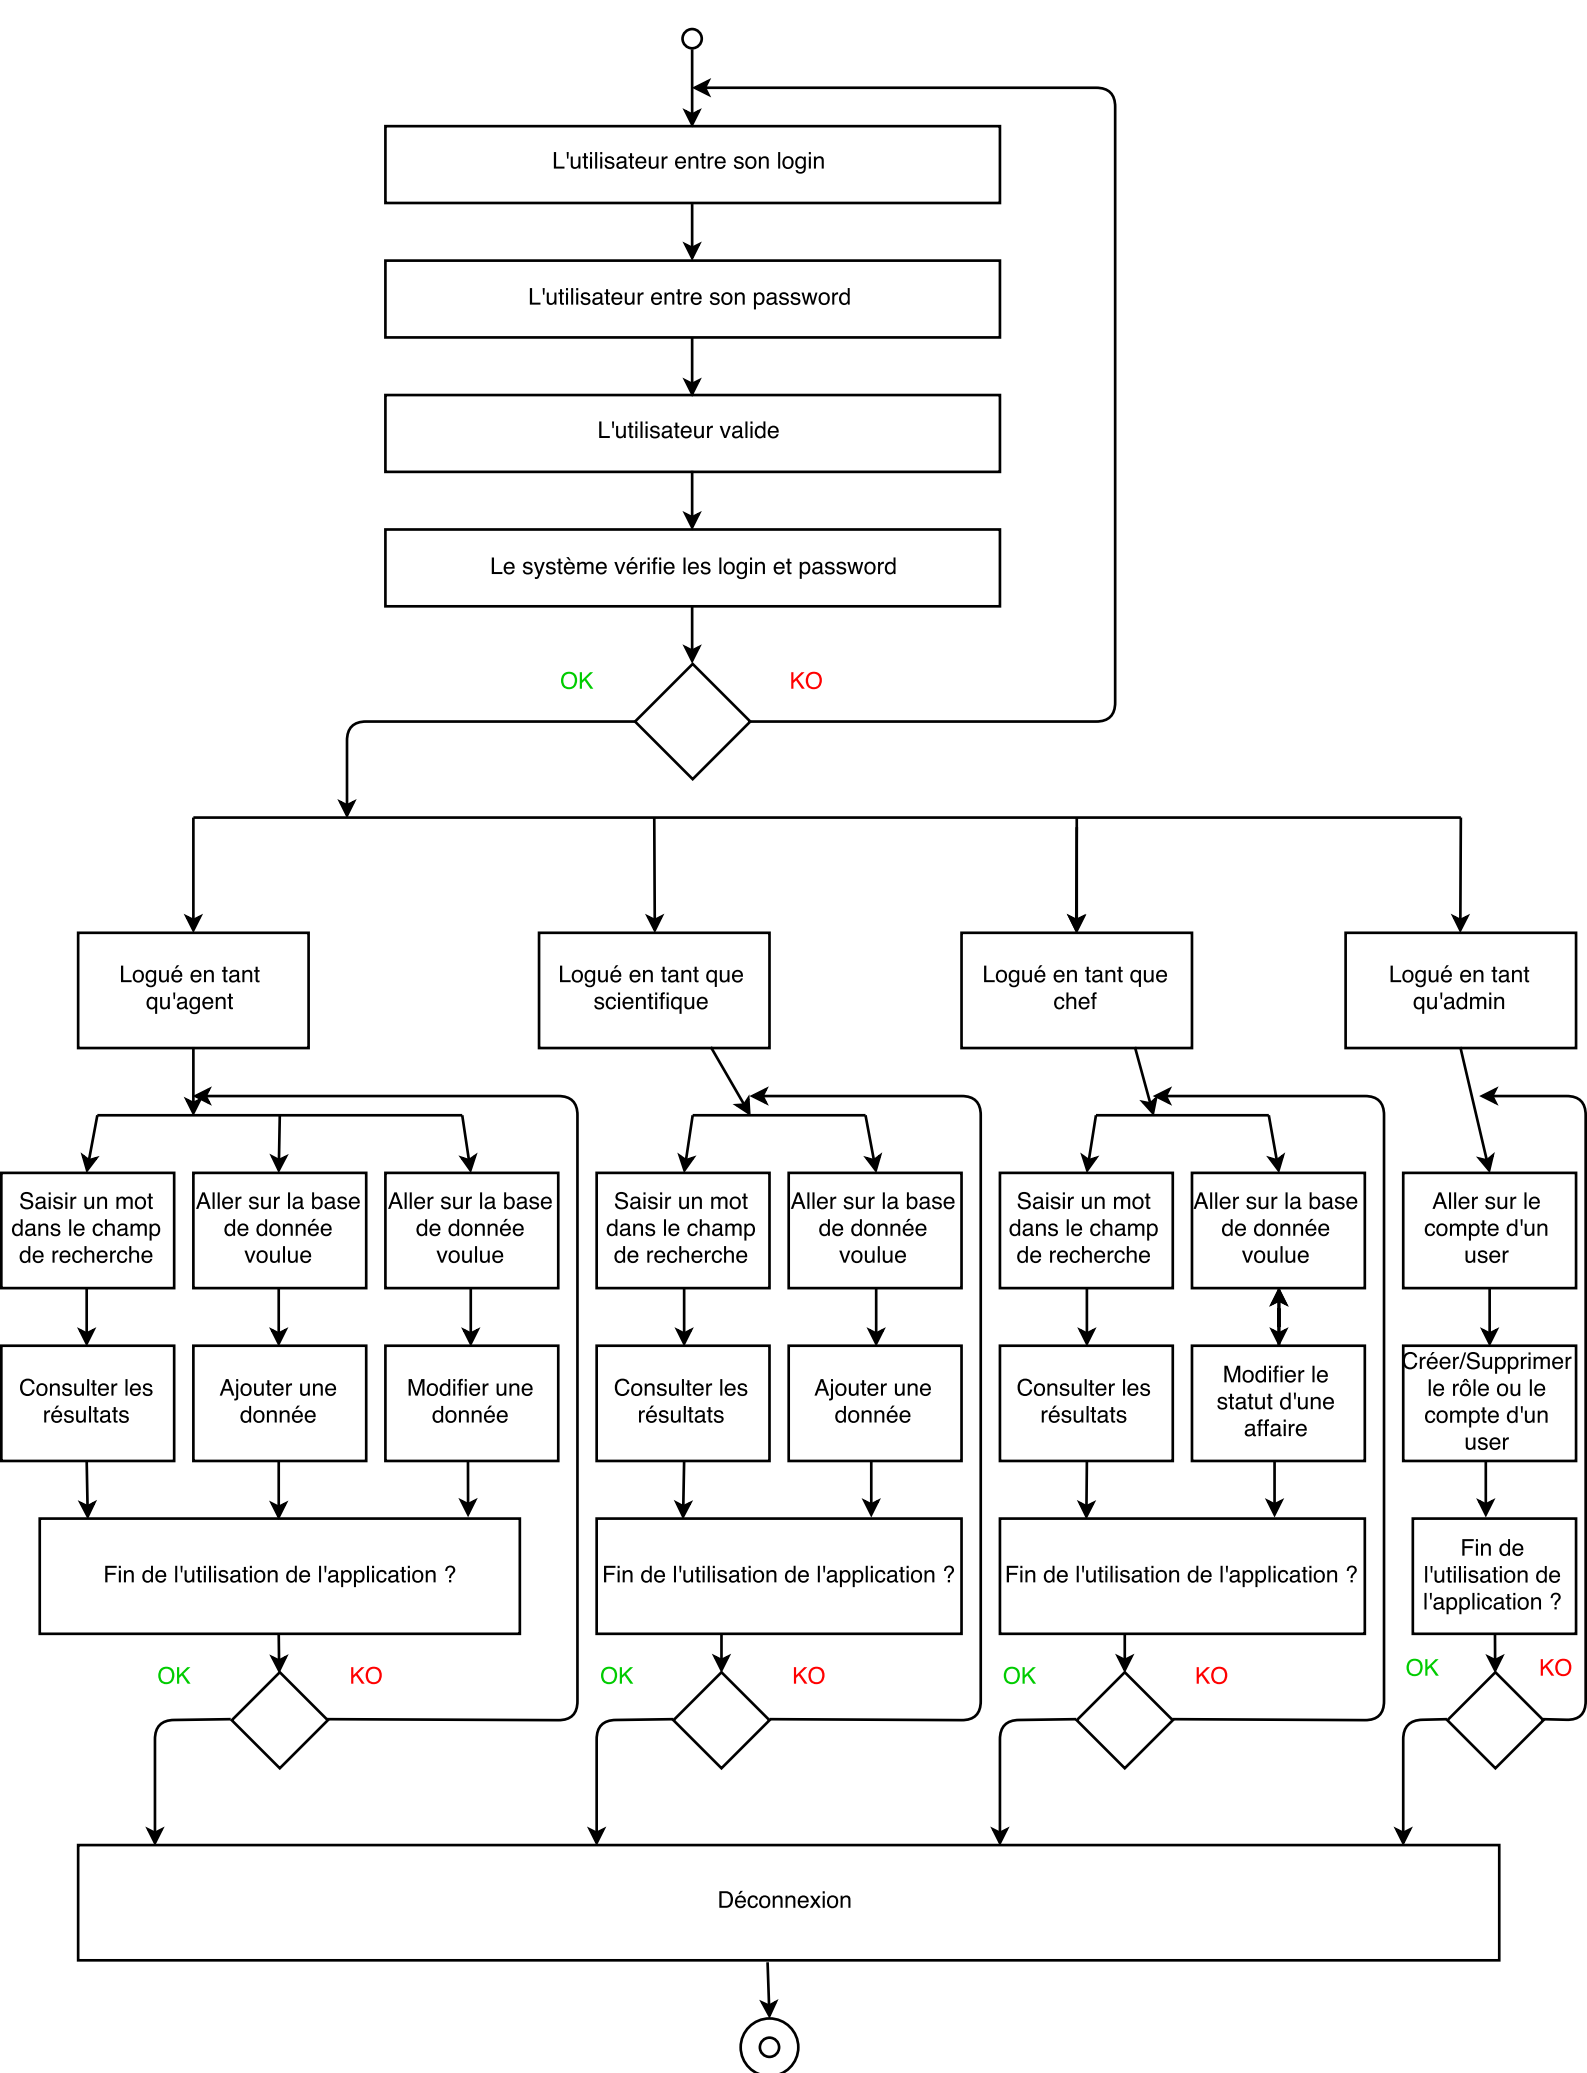 L'utilisateur entre son login
L'utilisateur entre son password
L'utilisateur valide
Le système vérifie les login et password
OK
KO
Logué en tant
qu'agent
Logué en tant que
scientifique
Logué en tant que
chef
Logué en tant
qu'admin
Saisir un mot
dans le champ
de recherche
Aller sur la base
de donnée
voulue
Aller sur la base
de donnée
voulue
Saisir un mot
dans le champ
de recherche
Aller sur la base
de donnée
voulue
Saisir un mot
dans le champ
de recherche
Aller sur la base
de donnée
voulue
Aller sur le
compte d'un
user
Consulter les
résultats
Ajouter une
donnée
Modifier une
donnée
Consulter les
résultats
Ajouter une
donnée
Consulter les
résultats
Modifier le
statut d'une
affaire
Créer/Supprimer
le rôle ou le
compte d'un
user
Fin de l'utilisation de l'application ?
Fin de l'utilisation de l'application ?
Fin de l'utilisation de l'application ?
Fin de
l'utilisation de
l'application ?
OK
KO
OK
KO
OK
KO
OK
KO
Déconnexion